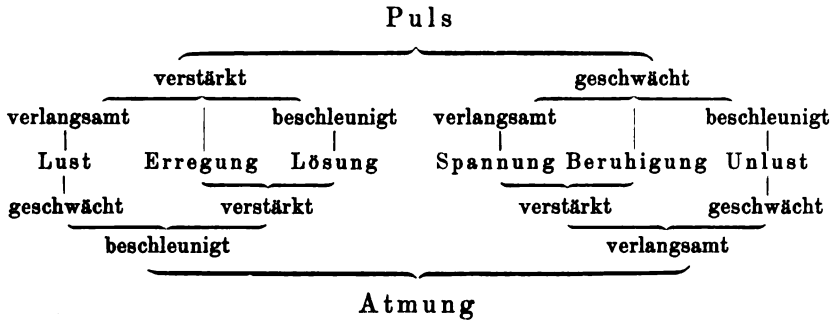 Puls
verstärkt geschwächt
verlangsamt beschleunigt verlangsamt beschleunigt
Lust Erregung Lösung Spannung Beruhigung Unlust
geschwächt verstärkt verstärkt geschwächt
beschleunigt verlangsamt
Atmung